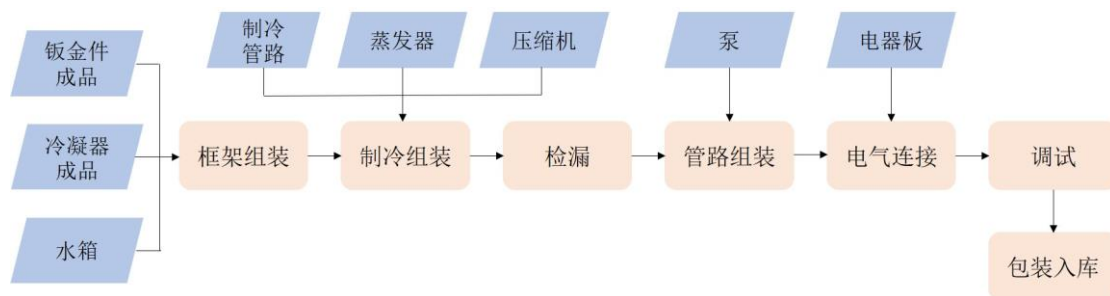 钣金件
成品
冷凝器
成品
水箱
制冷
管路
蒸发器
压缩机
泵
电器板
框架组装
制冷组装
检漏
管路组装
电气连接
调试
包装入库